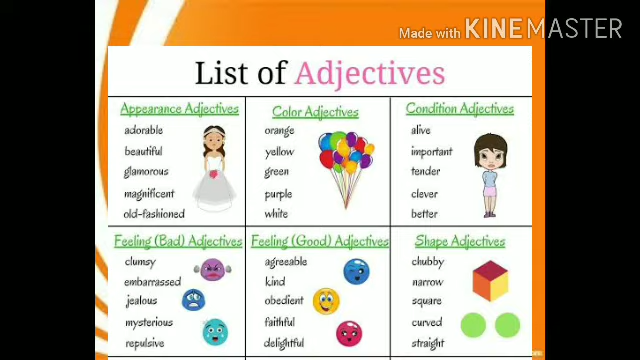 Made with KINEMASTER
List of Adjectives
Appearance Adjectives
adorable
beautiful
glamorous
magnificent
old-fashioned
Color Adjectives
orange
yellow
green
purple
white
Condition Adjectives
alive
important
tender
clever
better
Feeling (Bad) Adjectives
clumsy
embarrassed
jealous
mysterious
repulsive
Feeling (Good) Adjectives
agreeable
kind
obedient
faithful
delightful
Shape Adjectives
chubby
narrow
square
curved
straight